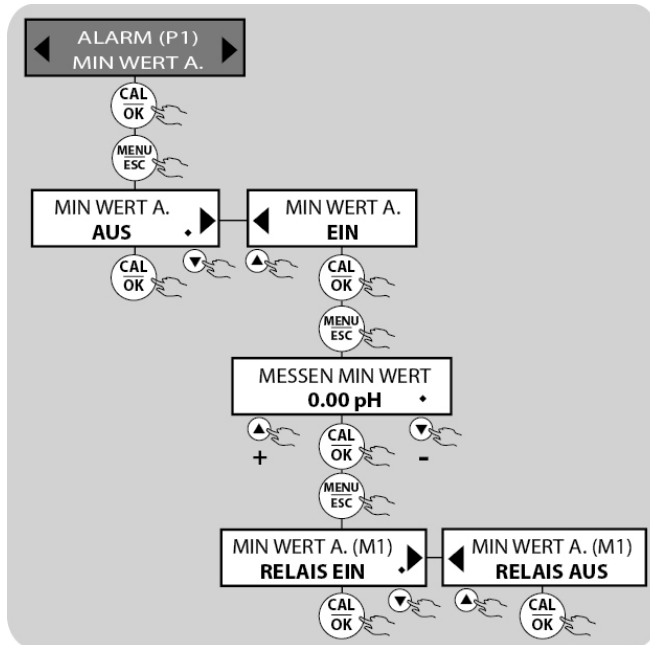 ALARM (P1)
MIN WERT A.
CAL
OK
MENU
ESC
MIN WERT A.
AUS
MIN WERT A.
EIN
CAL
OK
CAL
OK
MENU
ESC
MESSEN MIN WERT
0.00 pH
+
CAL
OK
-
MENU
ESC
MIN WERT A. (M1)
RELAIS EIN
MIN WERT A. (M1)
RELAIS AUS
CAL
OK
CAL
OK